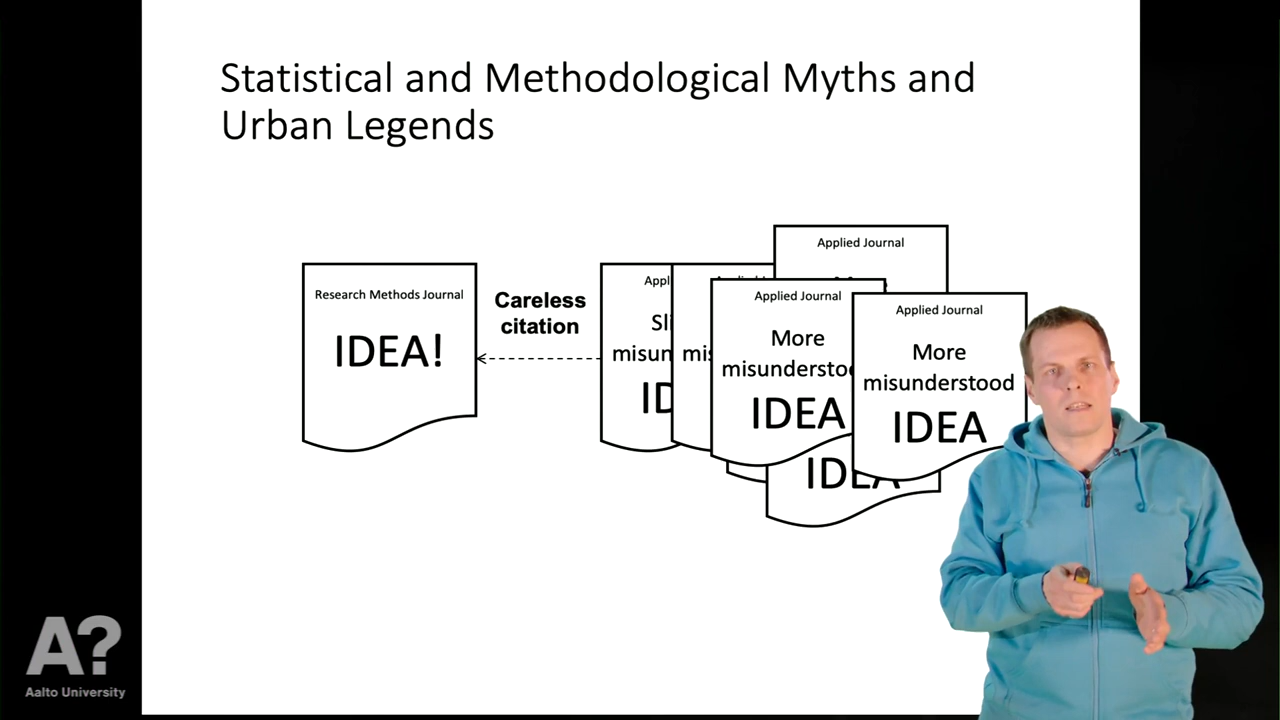 Statistical and Methodological Myths and
Urban Legends
Research Methods Journal
IDEA!
Careless
citation
Applied Journal
Applied Journal
More
misunderstood
IDEA
Applied Journal
More
misunderstood
IDEA
IDEA
A?
Aalto University